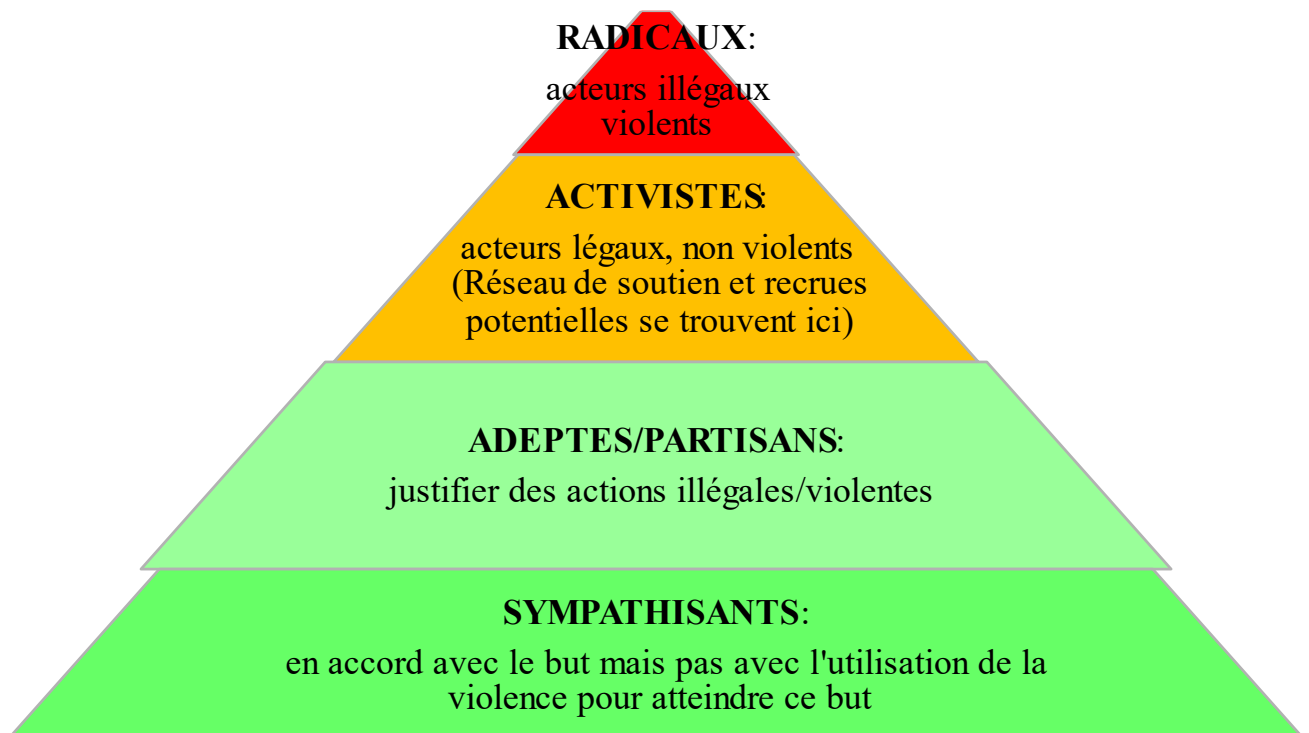 RADICAUX:
acteurs illégaux
violents
ACTIVISTES:
acteurs légaux, non violents
(Réseau de soutien et recrues
potentielles se trouvent ici)
ADEPTES/PARTISANS:
justifier des actions illégales/violentes
SYMPATHISANTS:
en accord avec le but mais pas avec l'utilisation de la
violence pour atteindre ce but